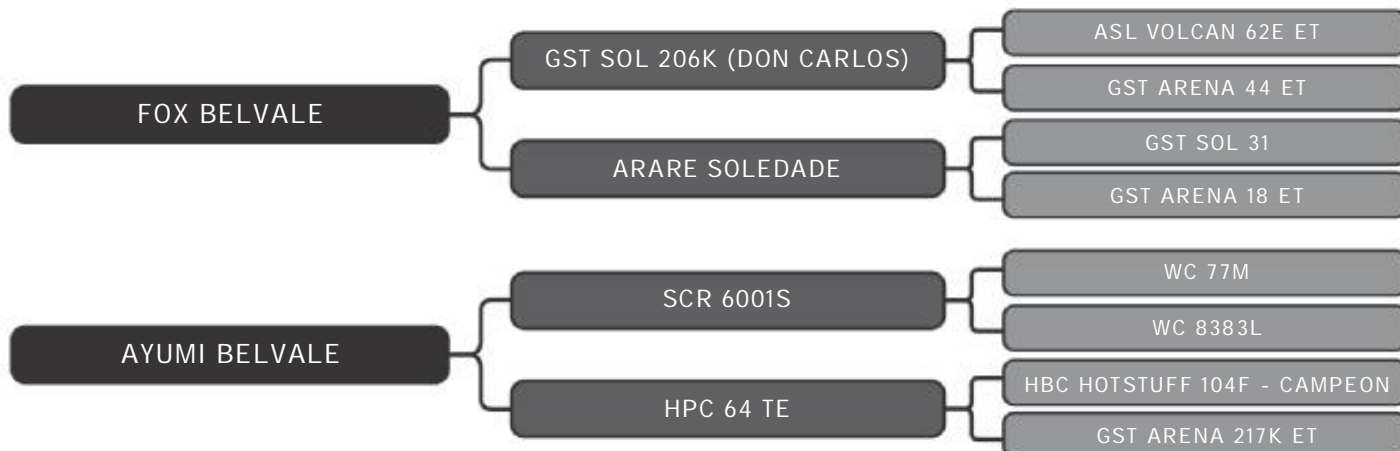 FOX BELVALE
GST SOL 206K (DON CARLOS)
ASL VOLCAN 62E ET
GST ARENA 44 ET
ARARE SOLEDADE
GST SOL 31
GST ARENA 18 ET
AYUMI BELVALE
SCR 6001S
WC 77M
WC 8383L
HPC 64 TE
HBC HOTSTUFF 104F - CAMPEON
GST ARENA 217K ET